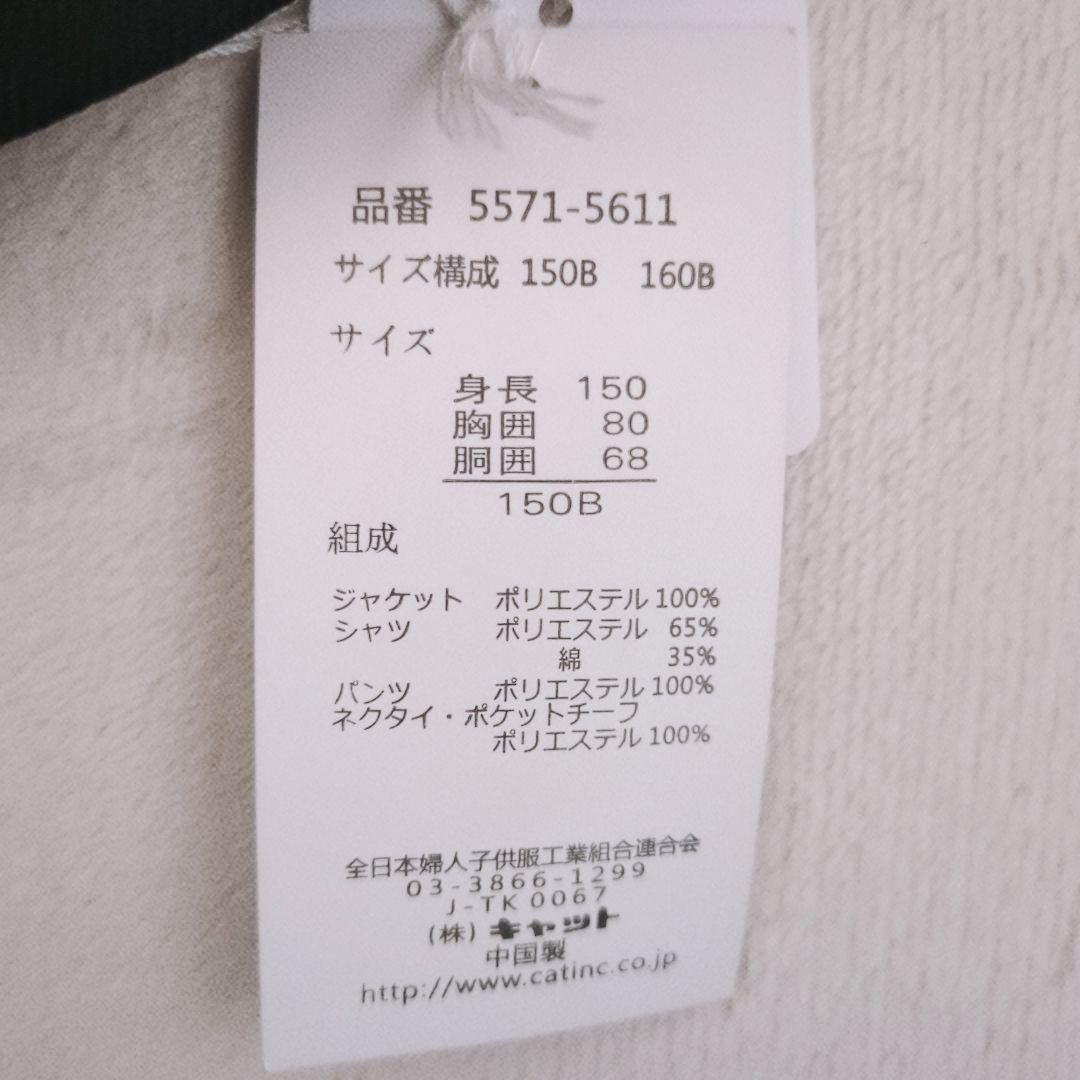 品番 5571-5611
サイズ構成 150B 160B
サイズ
身長 150
胸囲 80
胴囲 68
150B
組成
ジャケット ポリエステル 100%
シャツ ポリエステル 65%
綿 35%
パンツ ポリエステル 100%
ネクタイ・ポケットチーフ
ポリエステル 100%
全日本婦人子供服工業組合連合会
03-3866-1299
J-TK 0067
(株) キャット
中国製
http://www.catinc.co.jp